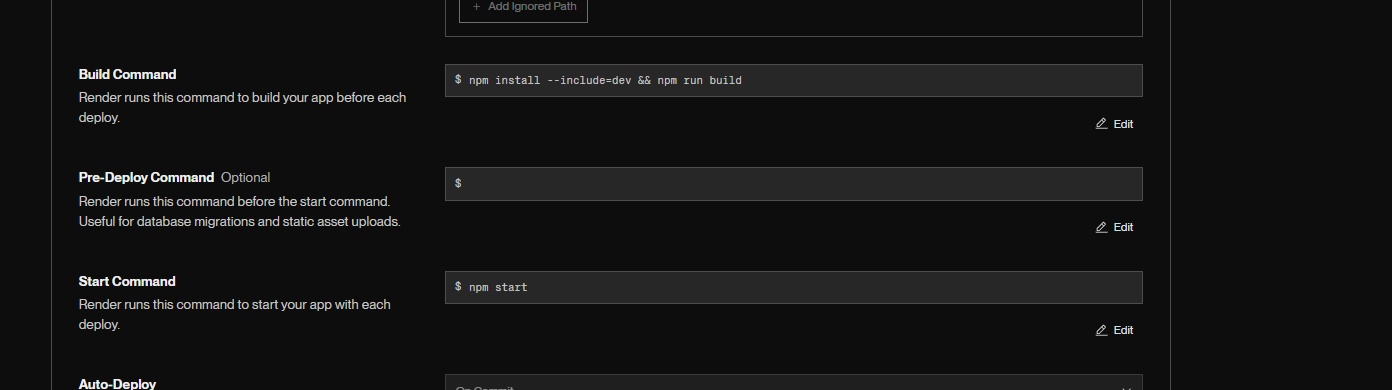 + Add Ignored Path
Build Command
$ npm install --include=dev && npm run build
Render runs this command to build your app before each
deploy.
Edit
Pre-Deploy Command Optional
$
Render runs this command before the start command.
Useful for database migrations and static asset uploads.
Edit
Start Command
$ npm start
Render runs this command to start your app with each
deploy.
Edit
Auto-Deploy
On Commit